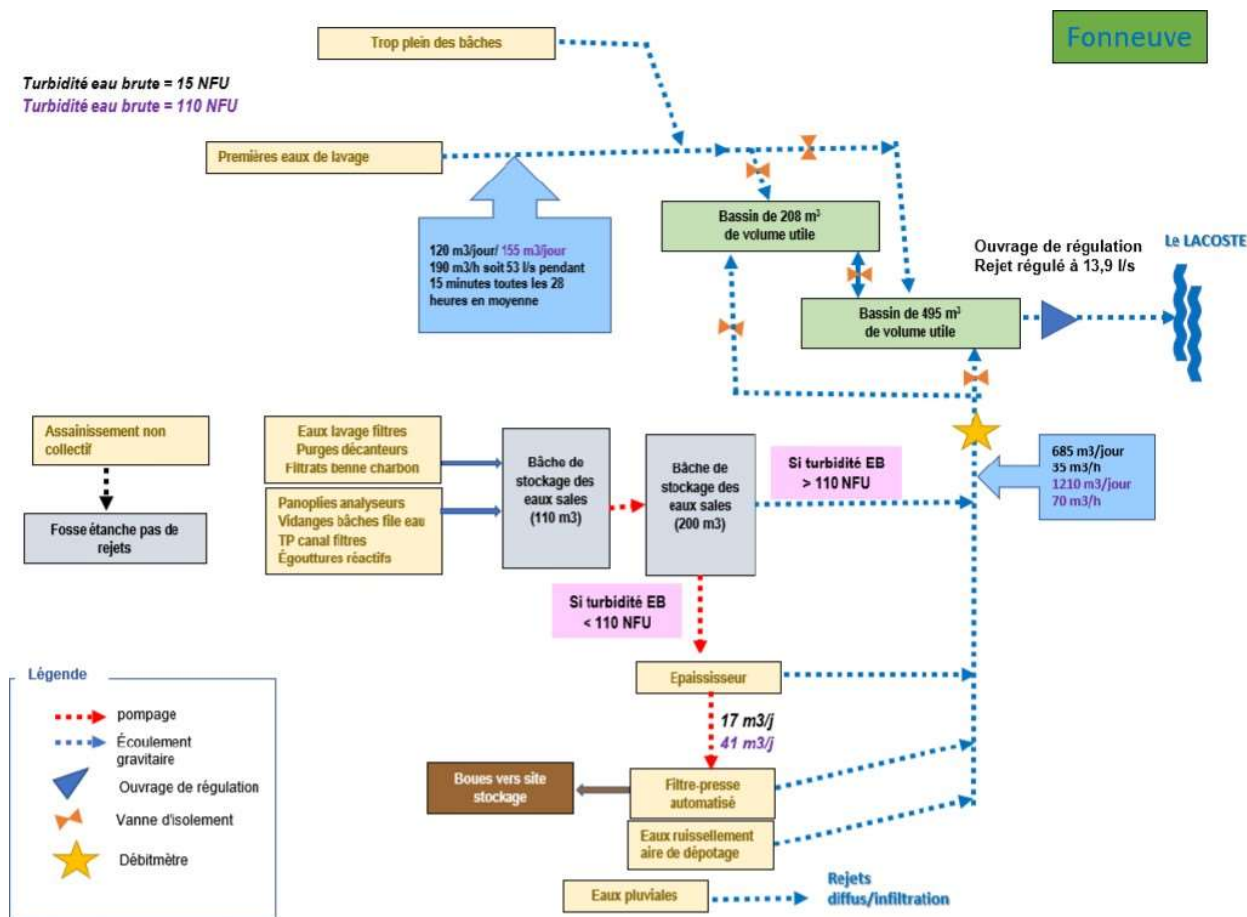 Trop plein des bâches
Fonneuve
Turbidité eau brute = 15 NFU
Turbidité eau brute = 110 NFU
Premières eaux de lavage
120 m3/jour/ 155 m3/jour
190 m3/h soit 53 l/s pendant
15 minutes toutes les 28
heures en moyenne
Bassin de 208 m³
de volume utile
Ouvrage de régulation
Rejet régulé à 13,9 l/s
Le LACOSTE
Bassin de 495 m³
de volume utile
Assainissement non
collectif
Fosse étanche pas de
rejets
Eaux lavage filtres
Purges décanteurs
Filtrats benne charbon
Panoplies analyseurs
Vidanges bâches file eau
TP canal filtres
Égouttures réactifs
Bâche de
stockage des
eaux sales
(110 m3)
Bâche de
stockage des
eaux sales
(200 m3)
Si turbidité EB
> 110 NFU
685 m3/jour
35 m3/h
1210 m3/jour
70 m3/h
Si turbidité EB
< 110 NFU
Epaississeur
17 m3/j
41 m3/j
Boues vers site
stockage
Filtre-presse
automatisé
Eaux ruissellement
aire de dépotage
Eaux pluviales
Rejets
diffus/infiltration
Légende
pompage
Écoulement
gravitaire
Ouvrage de régulation
Vanne d'isolement
Débitmètre